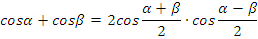 cosα + cosβ = 2cos (α + β)/2 · cos (α − β)/2